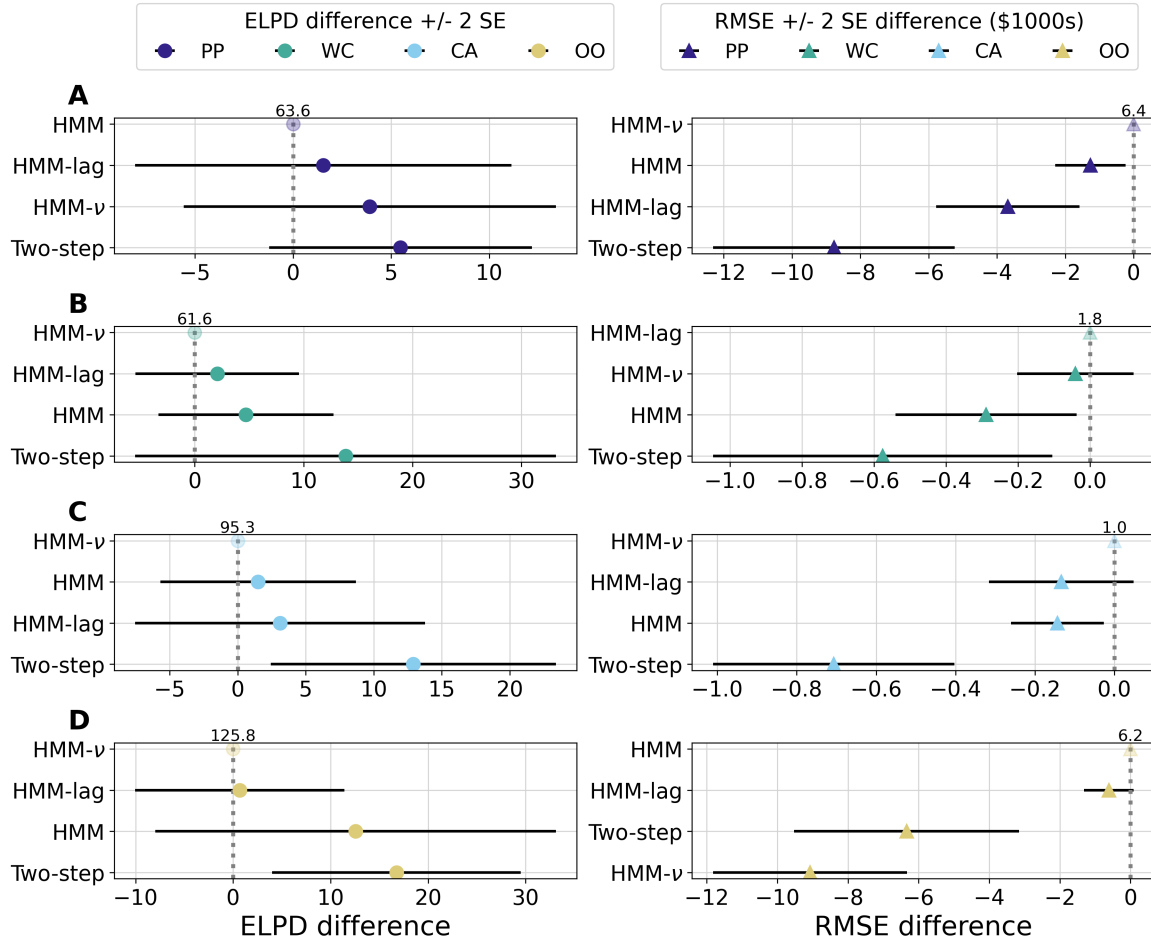 ELPD difference +/- 2 SE
PP WC CA OO
RMSE +/- 2 SE difference ($1000s)
PP WC CA OO
A
63.6
HMM
HMM-lag
HMM-ν
Two-step
−5 0 5 10
6.4
HMM-ν
HMM
HMM-lag
Two-step
−12 −10 −8 −6 −4 −2 0
B
61.6
HMM-ν
HMM-lag
HMM
Two-step
0 10 20 30
1.8
HMM-lag
HMM-ν
HMM
Two-step
−1.0 −0.8 −0.6 −0.4 −0.2 0.0
C
95.3
HMM-ν
HMM
HMM-lag
Two-step
−5 0 5 10 15 20
1.0
HMM-ν
HMM-lag
HMM
Two-step
−1.0 −0.8 −0.6 −0.4 −0.2 0.0
D
125.8
HMM-ν
HMM-lag
HMM
Two-step
−10 0 10 20 30
ELPD difference
6.2
HMM
HMM-lag
Two-step
HMM-ν
−12 −10 −8 −6 −4 −2 0
RMSE difference